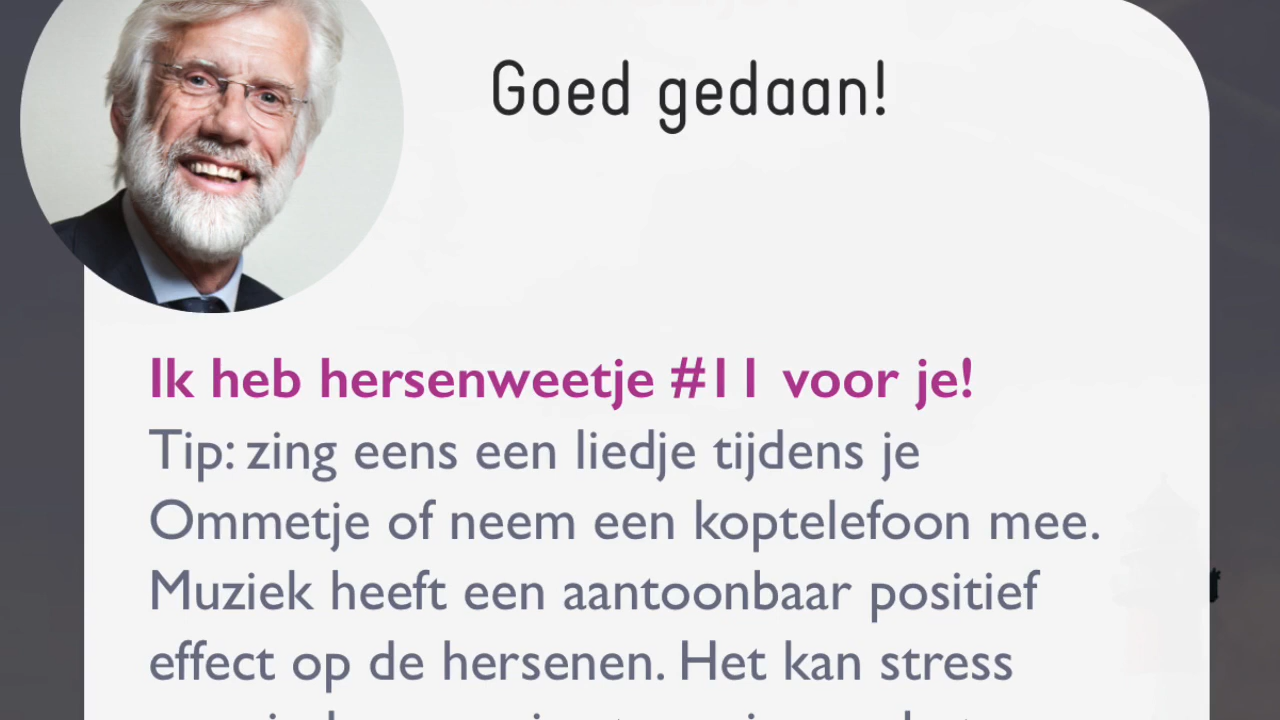 Goed gedaan!
Ik heb hersenweetje #11 voor je!
Tip: zing eens een liedje tijdens je
Ommetje of neem een koptelefoon mee.
Muziek heeft een aantoonbaar positief
effect op de hersenen. Het kan stress